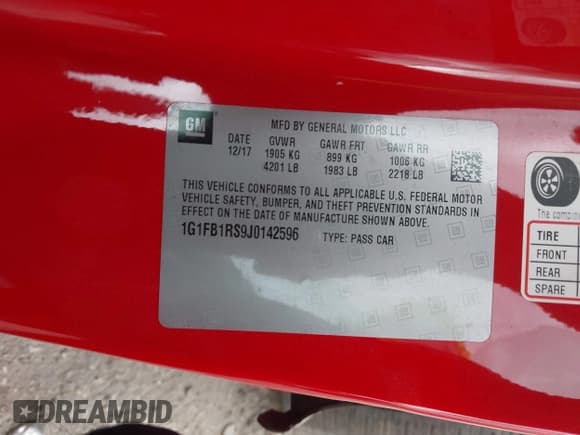 GM
MFD BY GENERAL MOTORS LLC
DATE GVWR GAWR FRT GAWR RR
12/17 1905 KG 899 KG 1006 KG
4201 LB 1983 LB 2218 LB
THIS VEHICLE CONFORMS TO ALL APPLICABLE U.S. FEDERAL MOTOR
VEHICLE SAFETY, BUMPER, AND THEFT PREVENTION STANDARDS IN
EFFECT ON THE DATE OF MANUFACTURE SHOWN ABOVE.
1G1FB1RS9J0142596 TYPE: PASS CAR
The combin
TIRE
FRONT
REAR
SPARE
DREAMBID